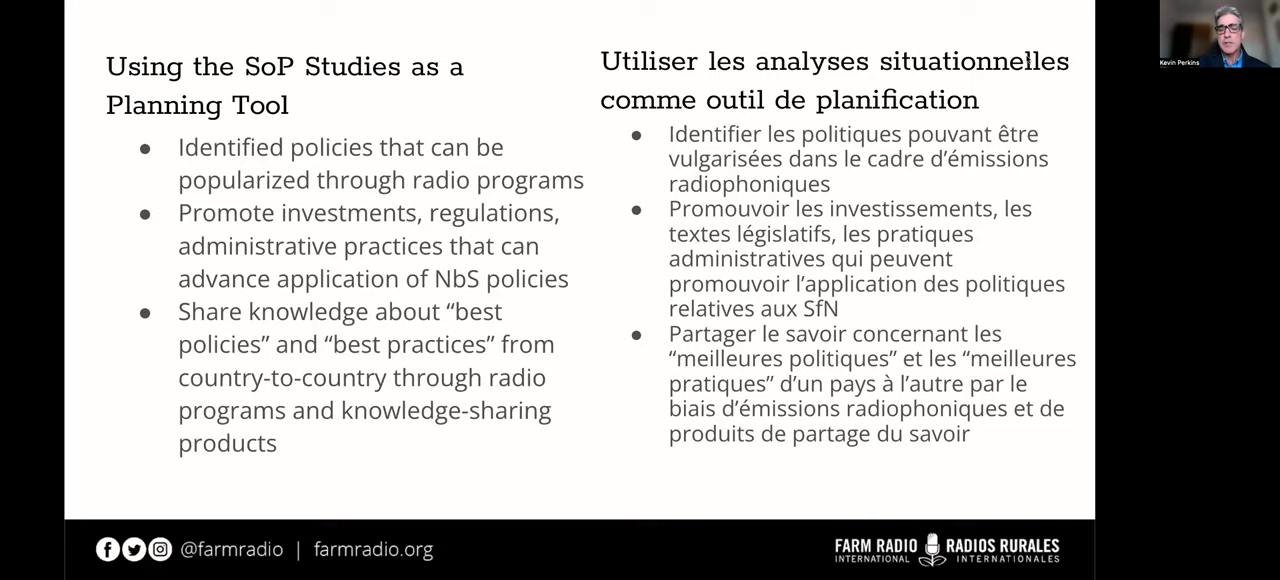 Using the SoP Studies as a
Planning Tool
● Identified policies that can be
popularized through radio programs
● Promote investments, regulations,
administrative practices that can
advance application of NbS policies
● Share knowledge about “best
policies” and “best practices” from
country-to-country through radio
programs and knowledge-sharing
products
Utiliser les analyses situationnelles
comme outil de planification
● Identifier les politiques pouvant être
vulgarisées dans le cadre d’émissions
radiophoniques
● Promouvoir les investissements, les
textes législatifs, les pratiques
administratives qui peuvent
promouvoir l’application des politiques
relatives aux SfN
● Partager le savoir concernant les
“meilleures politiques” et les “meilleures
pratiques” d’un pays à l’autre par le
biais d’émissions radiophoniques et de
produits de partage du savoir
Kevin Perkins
@farmradio | farmradio.org
FARM RADIO RADIOS RURALES
INTERNATIONAL INTERNATIONALES